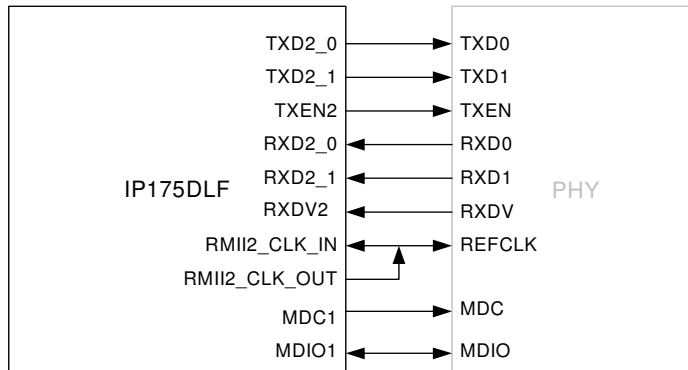 TXD2_0 TXD0
TXD2_1 TXD1
TXEN2 TXEN
RXD2_0 RXD0
IP175DLF RXD2_1 RXD1 PHY
RXDV2 RXDV
RMII2_CLK_IN REFCLK
RMII2_CLK_OUT
MDC1 MDC
MDIO1 MDIO